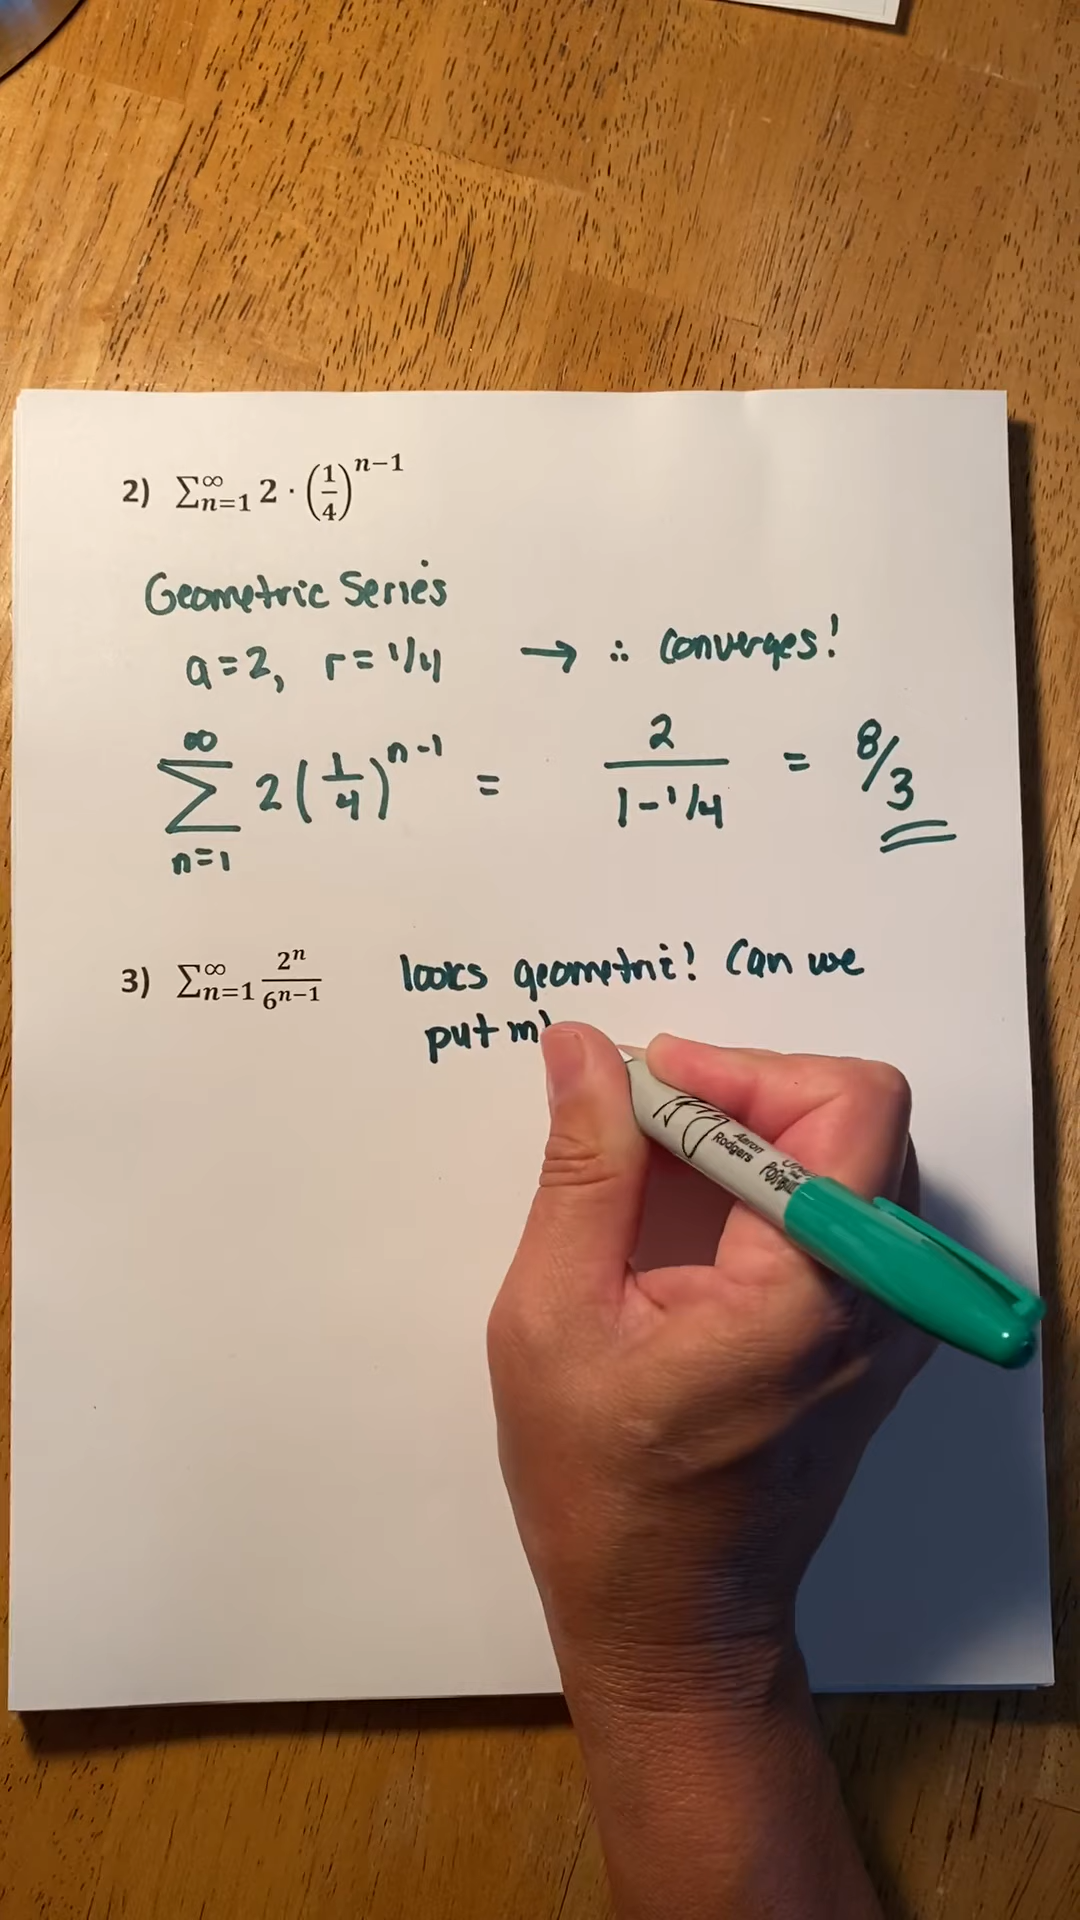 2) ∑_{n=1}^{∞} 2 · (1/4)^{n−1}
Geometric Series
a=2, r=1/4 → ∴ converges!
∑_{n=1}^{∞} 2(1/4)^{n-1} = 2/(1-1/4) = 8/3
3) ∑_{n=1}^{∞} 2^n/6^{n−1} looks geometric! Can we
put
Aaron
Rodgers